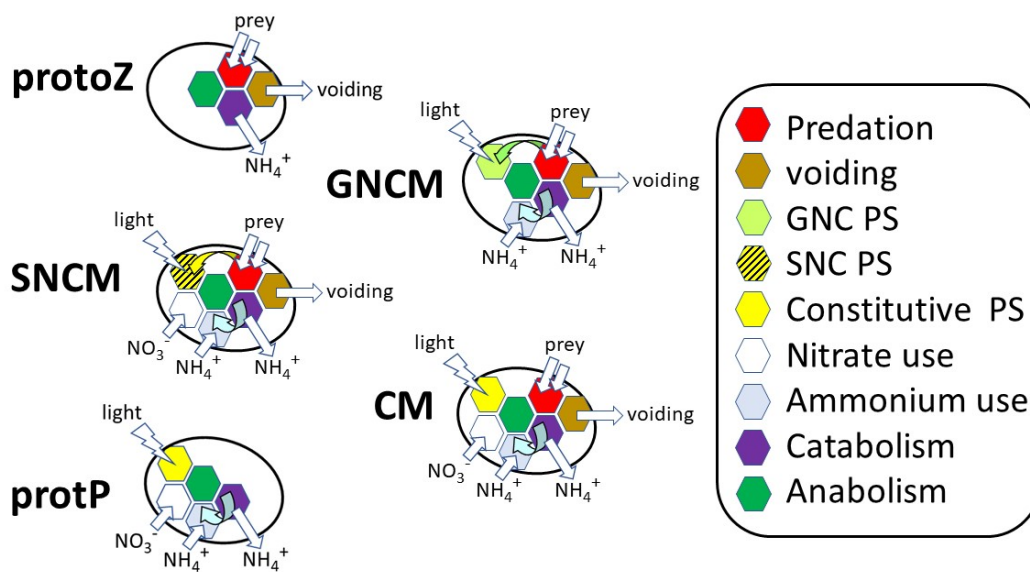 prey
protoZ
voiding
NH₄⁺
light
prey
GNCM
voiding
NH₄⁺
NH₄⁺
light
prey
SNCM
voiding
NO₃⁻
NH₄⁺
NH₄⁺
light
prey
CM
voiding
NO₃⁻
NH₄⁺
NH₄⁺
light
protP
NO₃⁻
NH₄⁺
NH₄⁺
Predation
voiding
GNC PS
SNC PS
Constitutive PS
Nitrate use
Ammonium use
Catabolism
Anabolism